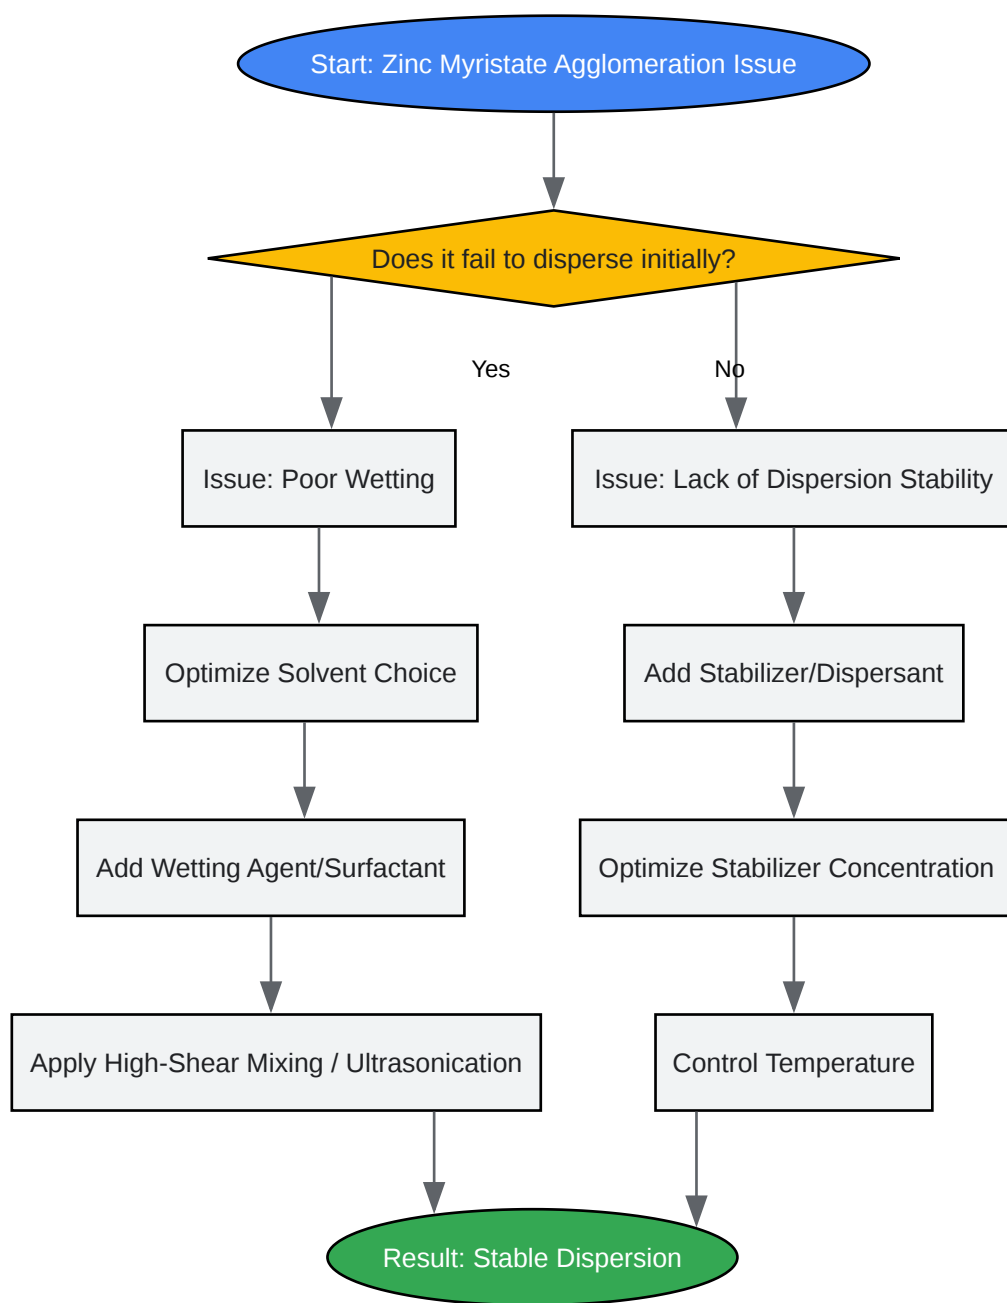 Start: Zinc Myristate Agglomeration Issue
Does it fail to disperse initially?
Yes
No
Issue: Poor Wetting
Issue: Lack of Dispersion Stability
Optimize Solvent Choice
Add Stabilizer/Dispersant
Add Wetting Agent/Surfactant
Optimize Stabilizer Concentration
Apply High-Shear Mixing / Ultrasonication
Control Temperature
Result: Stable Dispersion